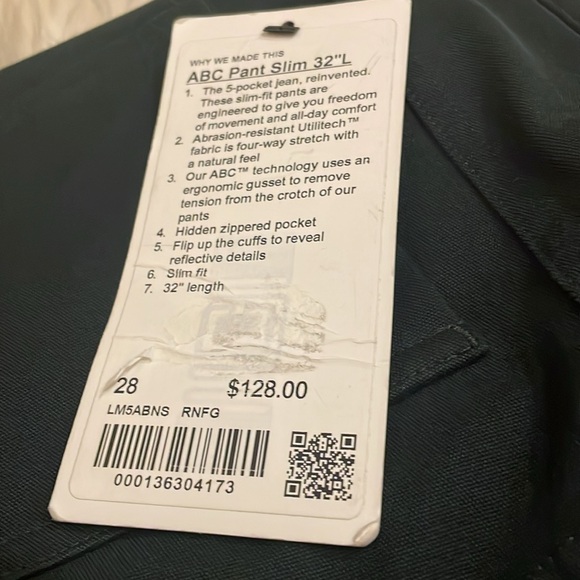 WHY WE MADE THIS
ABC Pant Slim 32"L
1. The 5-pocket jean, reinvented.
These slim-fit pants are
engineered to give you freedom
of movement and all-day comfort
2. Abrasion-resistant Utilitech™
fabric is four-way stretch with
a natural feel
3. Our ABC™ technology uses an
ergonomic gusset to remove
tension from the crotch of our
pants
4. Hidden zippered pocket
5. Flip up the cuffs to reveal
reflective details
6. Slim fit
7. 32" length
28 $128.00
LM5ABNS RNFG
000136304173